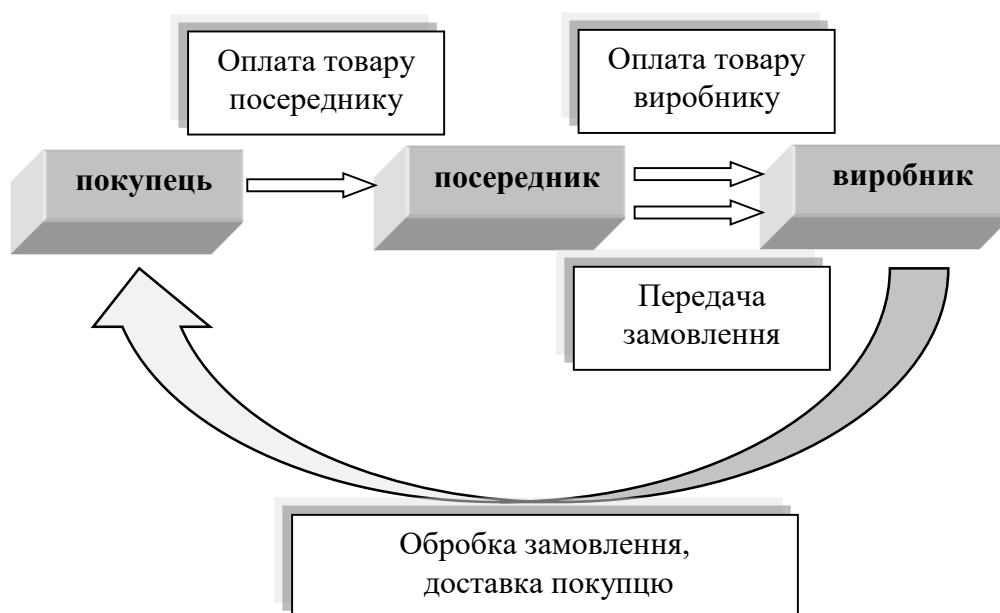 Оплата товару
посереднику
Оплата товару
виробнику
покупець
посередник
виробник
Передача
замовлення
Обробка замовлення,
доставка покупцю